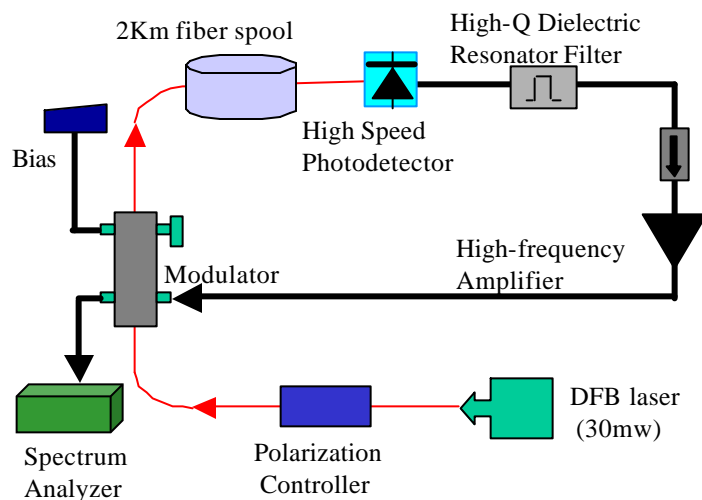 2Km fiber spool
High-Q Dielectric
Resonator Filter
High Speed
Photodetector
Bias
High-frequency
Amplifier
Modulator
DFB laser
(30mw)
Polarization
Controller
Spectrum
Analyzer